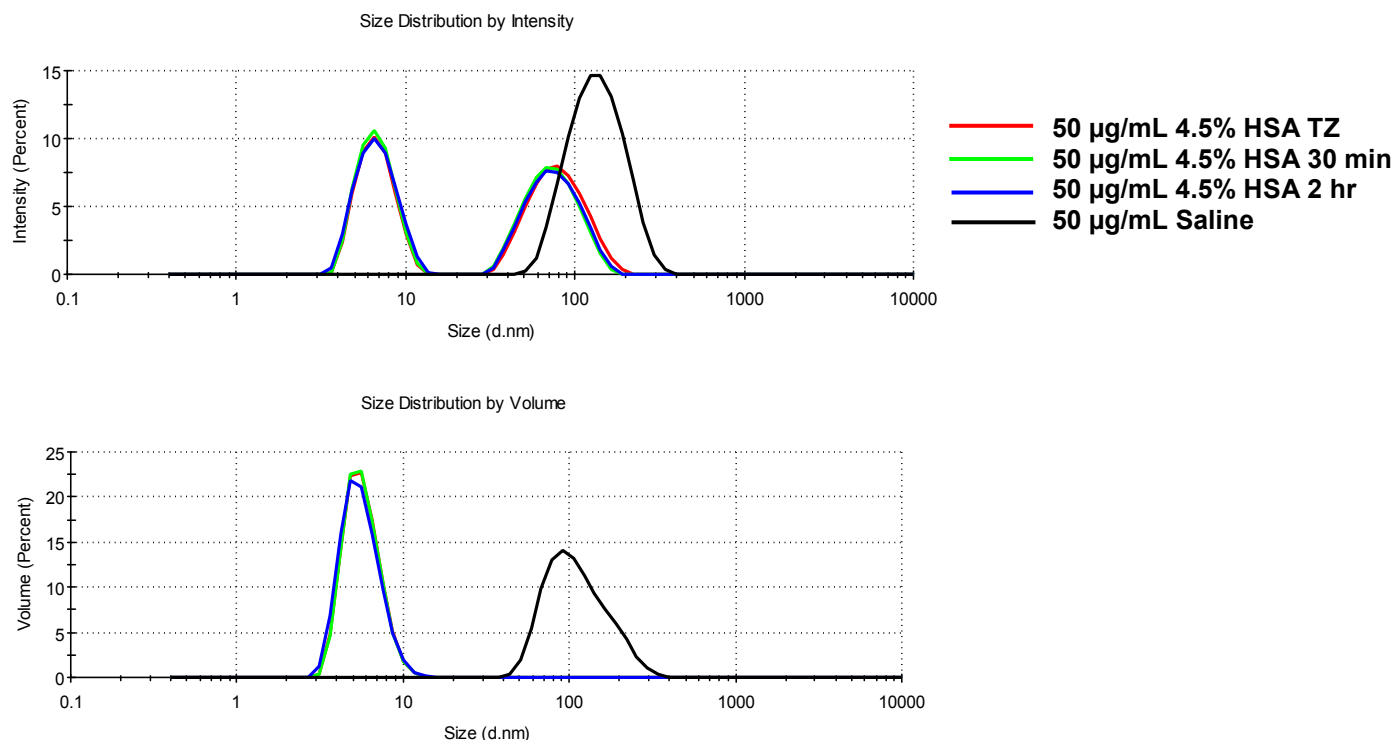 Size Distribution by Intensity
15
10
5
0
Intensity (Percent)
0.1 1 10 100 1000 10000
Size (d.nm)
50 µg/mL 4.5% HSA TZ
50 µg/mL 4.5% HSA 30 min
50 µg/mL 4.5% HSA 2 hr
50 µg/mL Saline
Size Distribution by Volume
25
20
15
10
5
0
Volume (Percent)
0.1 1 10 100 1000 10000
Size (d.nm)